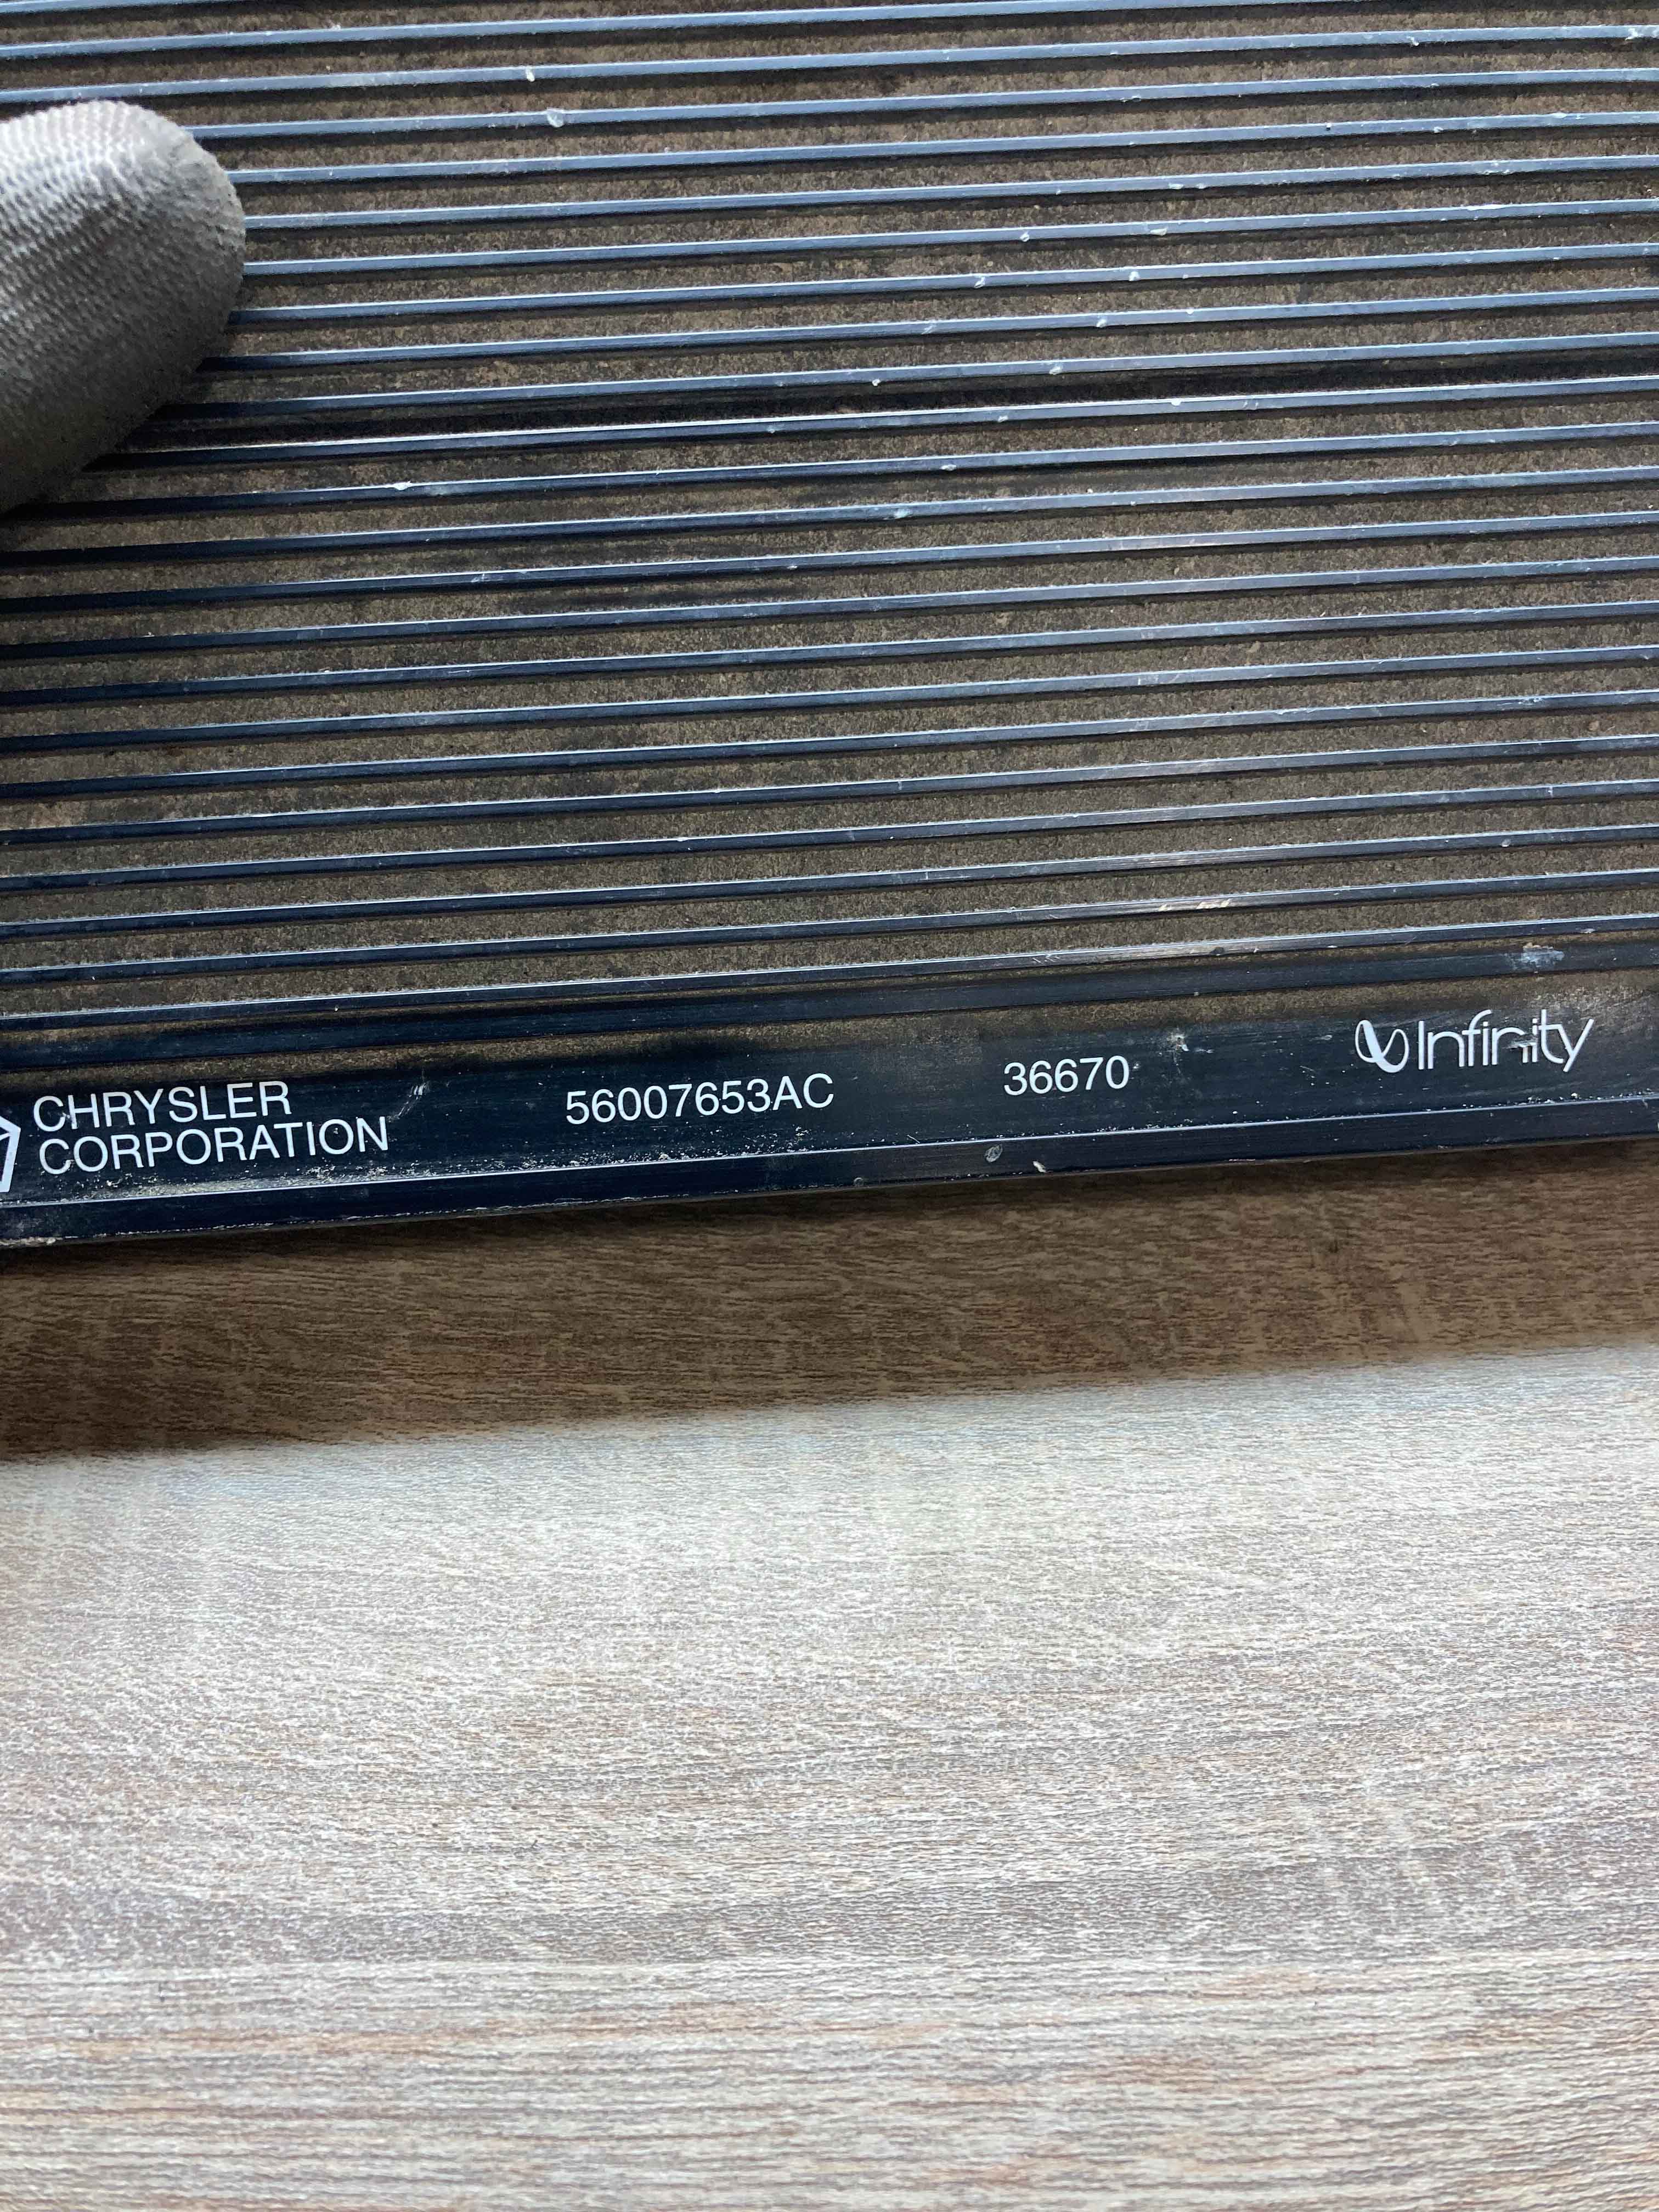 CHRYSLER
CORPORATION
56007653AC
36670
Infinity